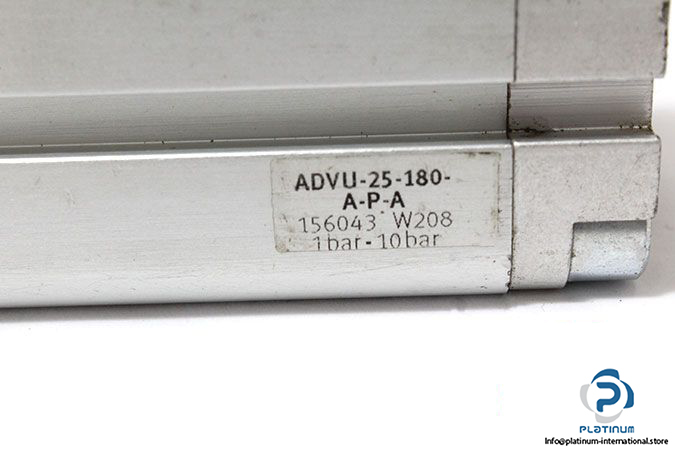 ADVU-25-180-
A-P-A
156043 W208
1bar-10bar
PLATINUM
Info@platinum-international.store